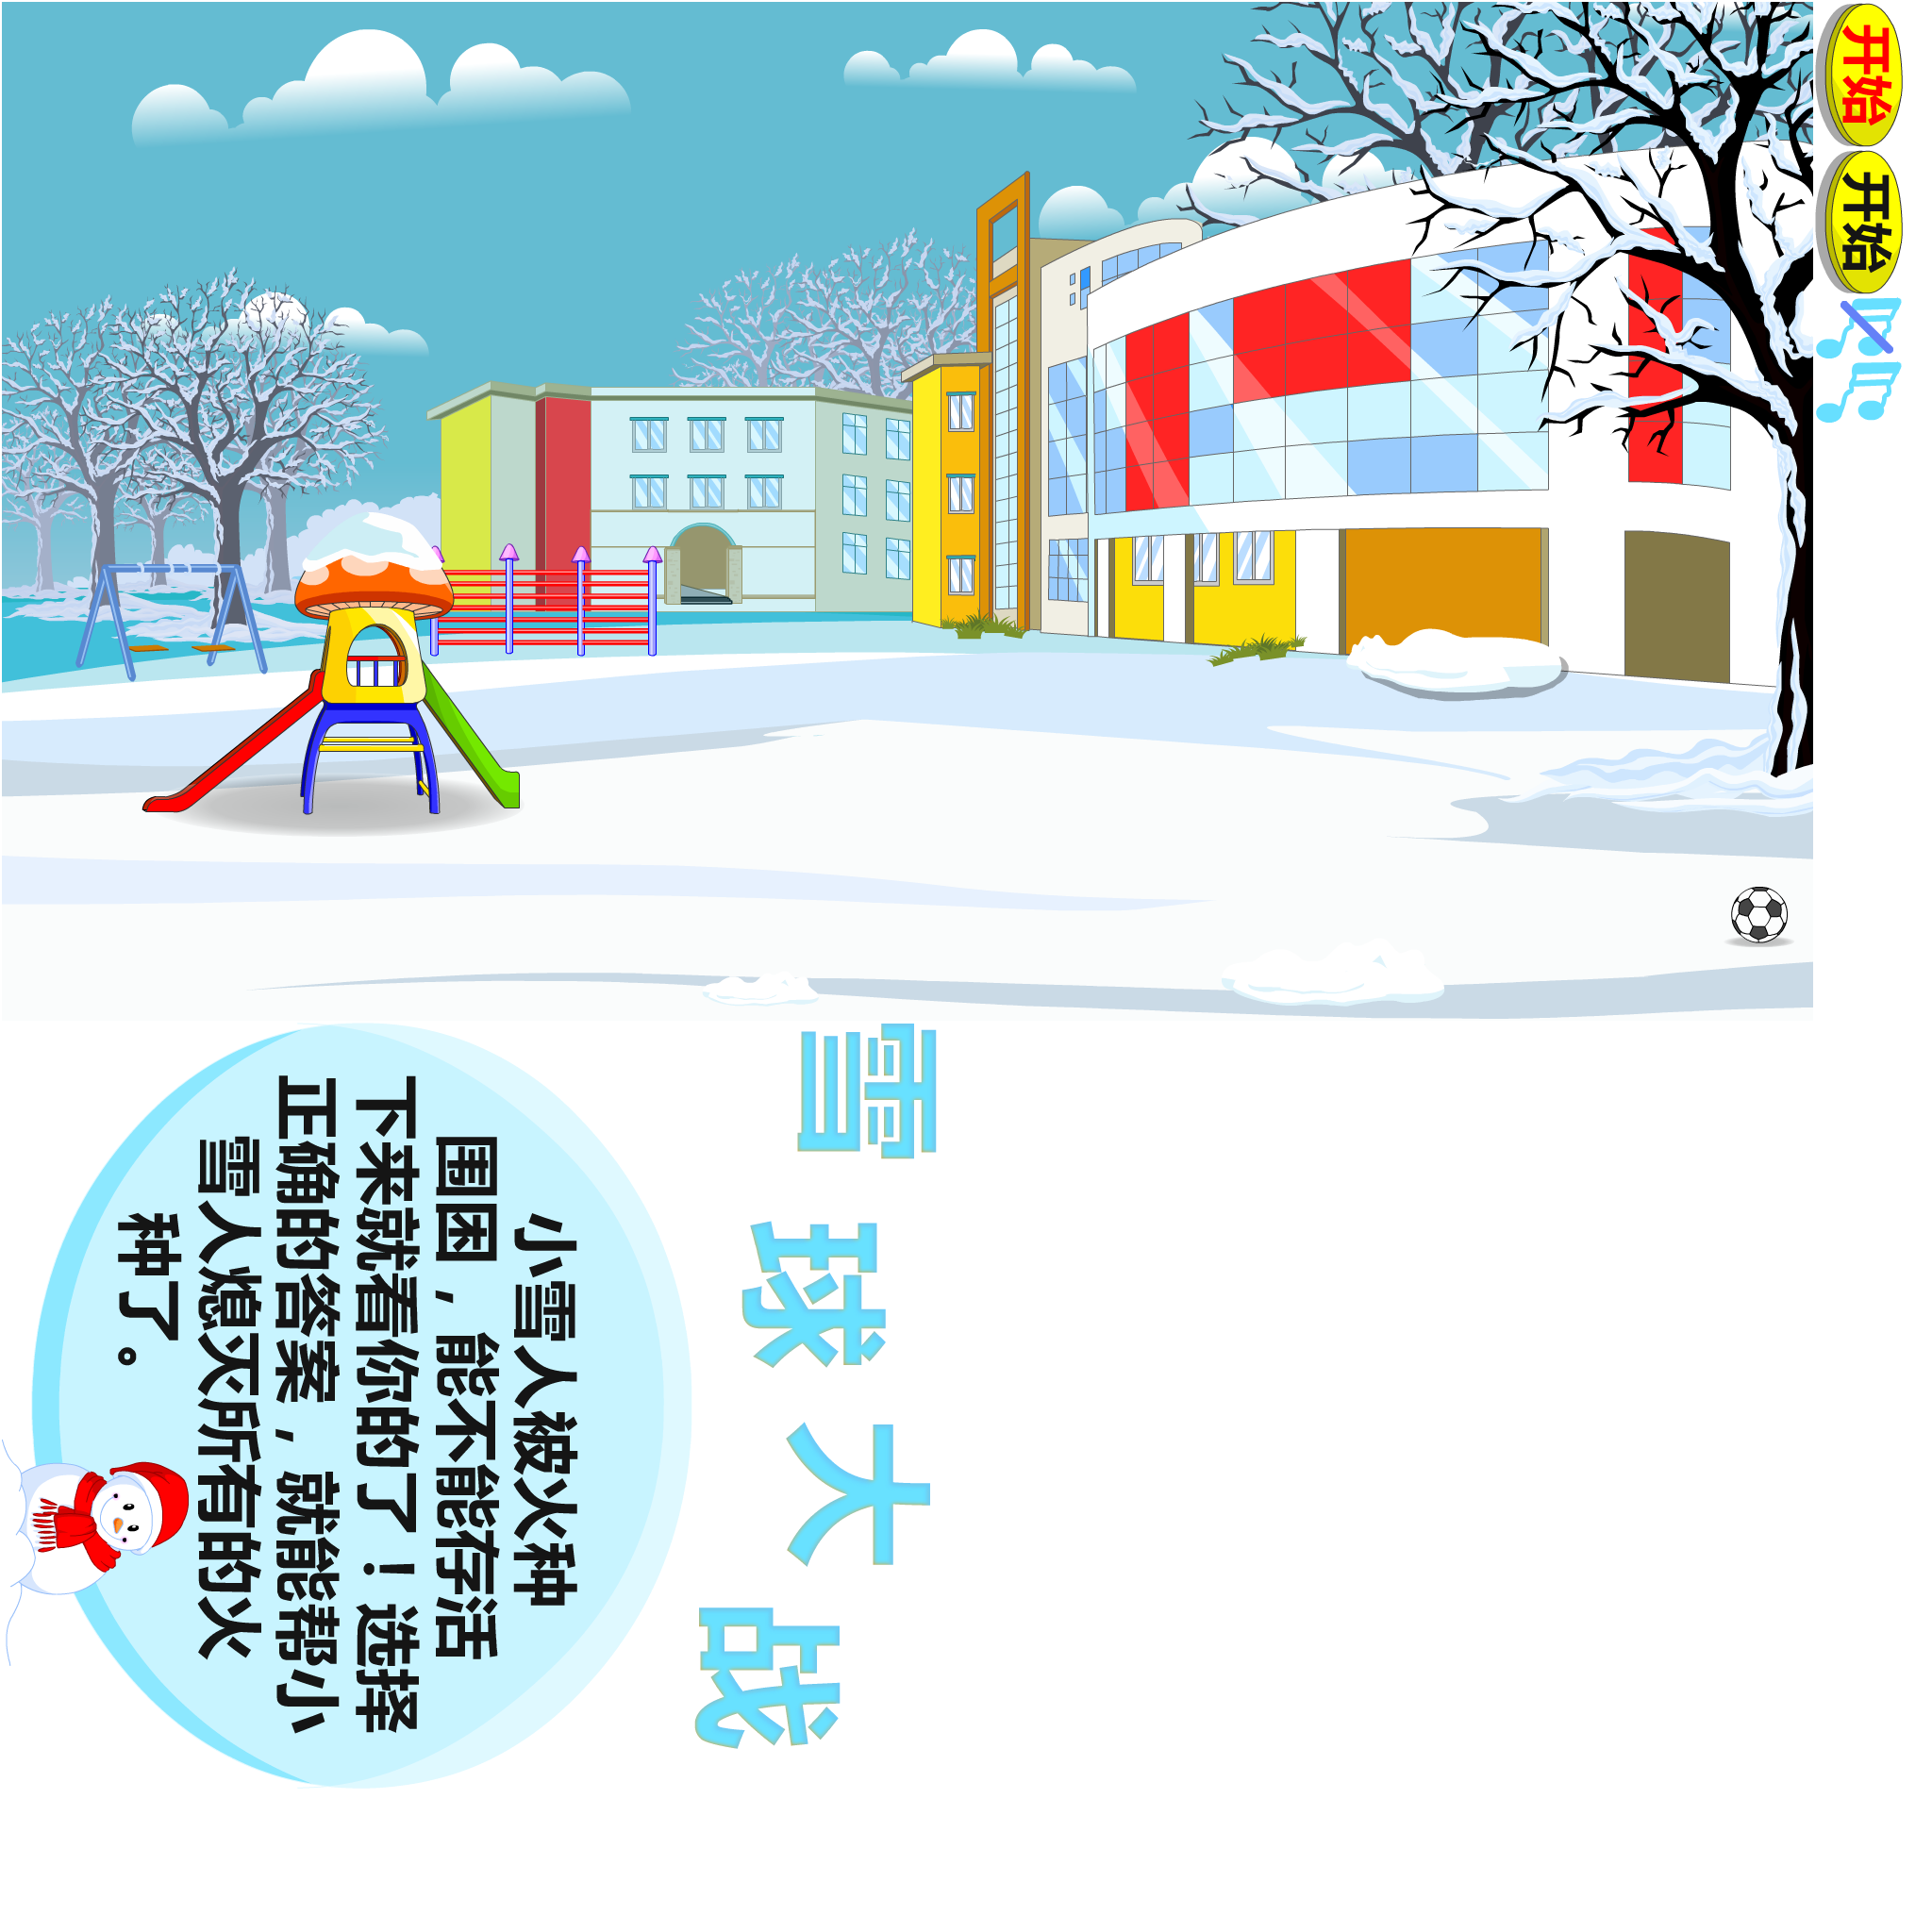 开始
开始
雪球大战
小雪人被火种
围困，能不能存活
下来就看你的了！选择
正确的答案，就能帮小
雪人熄灭所有的火
种了。